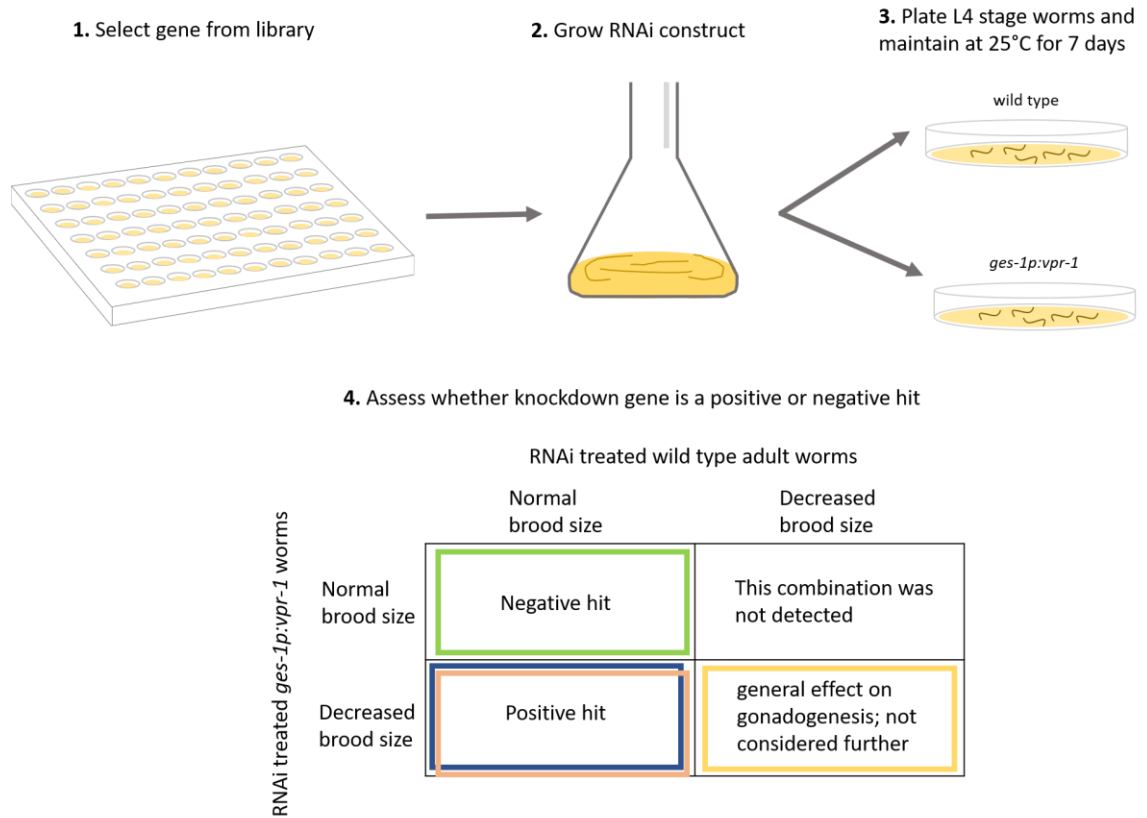 1. Select gene from library
2. Grow RNAi construct
3. Plate L4 stage worms and
maintain at 25°C for 7 days
wild type
ges-1p:vpr-1
4. Assess whether knockdown gene is a positive or negative hit
RNAi treated wild type adult worms
Normal
brood size
Decreased
brood size
RNAi treated ges-1p:vpr-1 worms
Normal
brood size
Negative hit
This combination was
not detected
Decreased
brood size
Positive hit
general effect on
gonadogenesis; not
considered further